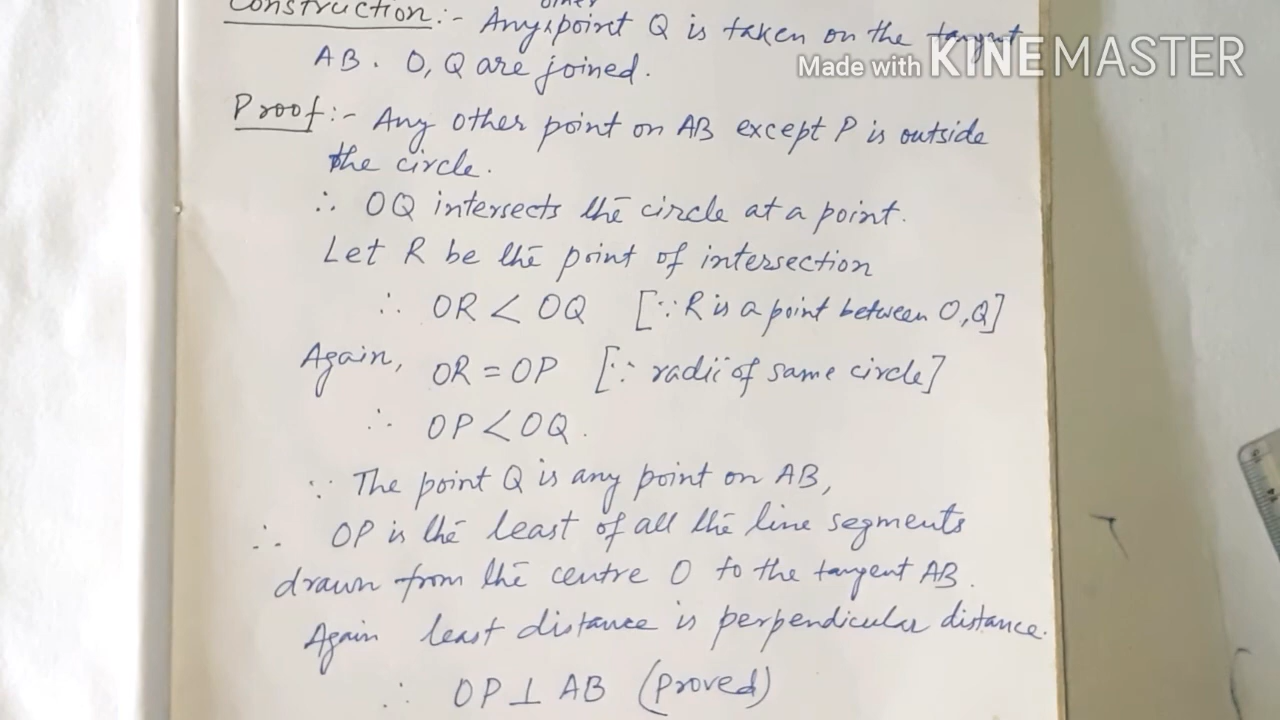 Construction:- Any other point Q is taken on the tangent
AB. O, Q are joined.
Made with KINEMASTER
Proof:- Any other point on AB except P is outside
the circle.
∴ OQ intersects the circle at a point.
Let R be the point of intersection
∴ OR < OQ [∵ R is a point between O, Q]
Again, OR = OP [∵ radii of same circle]
∴ OP < OQ.
∵ The point Q is any point on AB,
∴ OP is the least of all the line segments
drawn from the centre O to the tangent AB.
Again least distance is perpendicular distance.
∴ OP ⊥ AB (Proved)